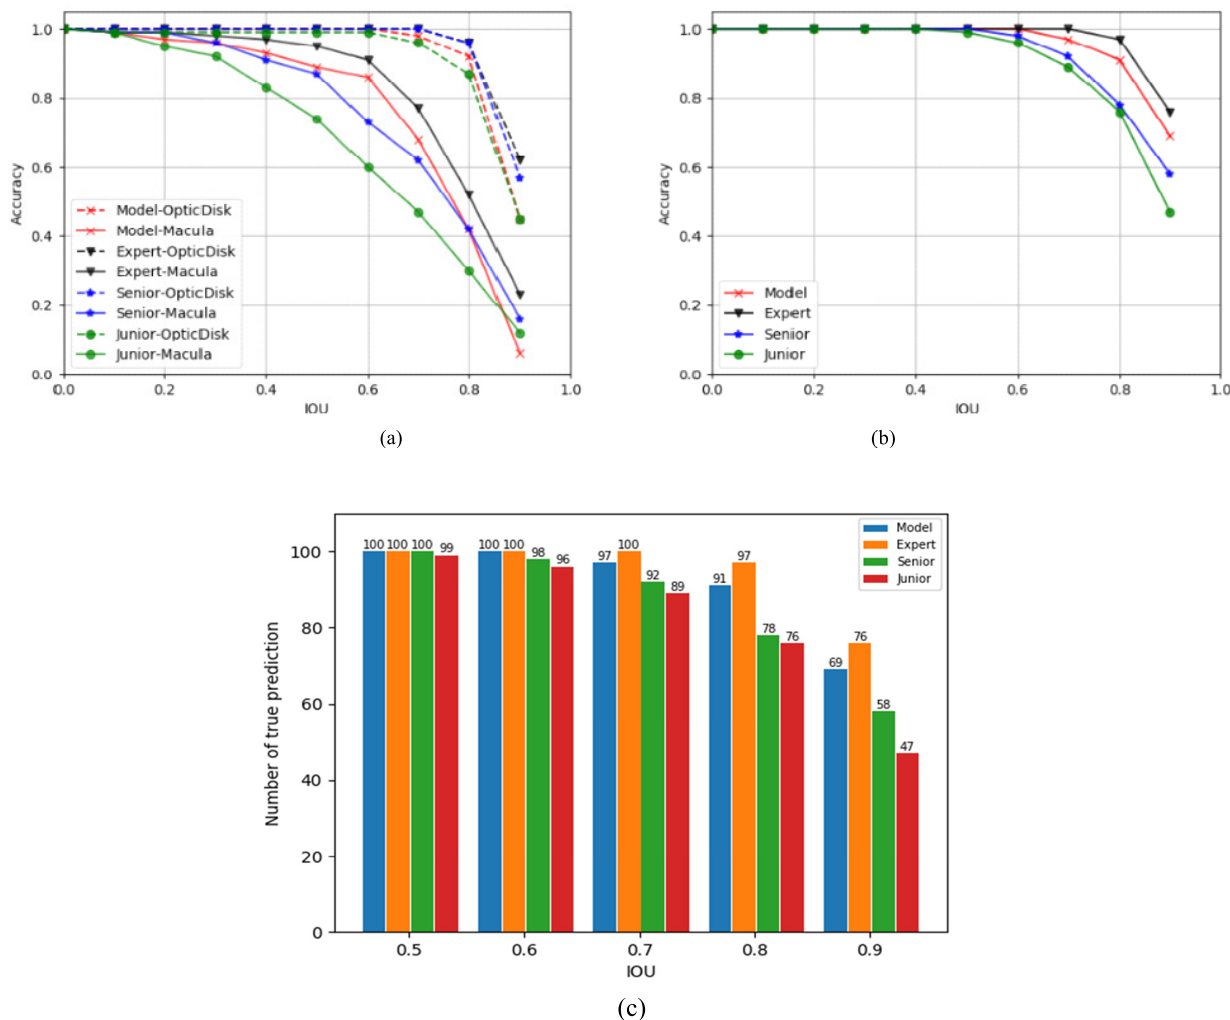 1.0
0.8
0.6
0.4
0.2
0.0
Accuracy
Model-OpticDisk
Model-Macula
Expert-OpticDisk
Expert-Macula
Senior-OpticDisk
Senior-Macula
Junior-OpticDisk
Junior-Macula
0.0 0.2 0.4 0.6 0.8 1.0
IOU
(a)
1.0
0.8
0.6
0.4
0.2
0.0
Accuracy
Model
Expert
Senior
Junior
0.0 0.2 0.4 0.6 0.8 1.0
IOU
(b)
Model
Expert
Senior
Junior
100 100 100 99 100 100 98 96 97 100 92 89 91 97 78 76 69 76 58 47
100
80
60
40
20
0
Number of true prediction
0.5 0.6 0.7 0.8 0.9
IOU
(c)